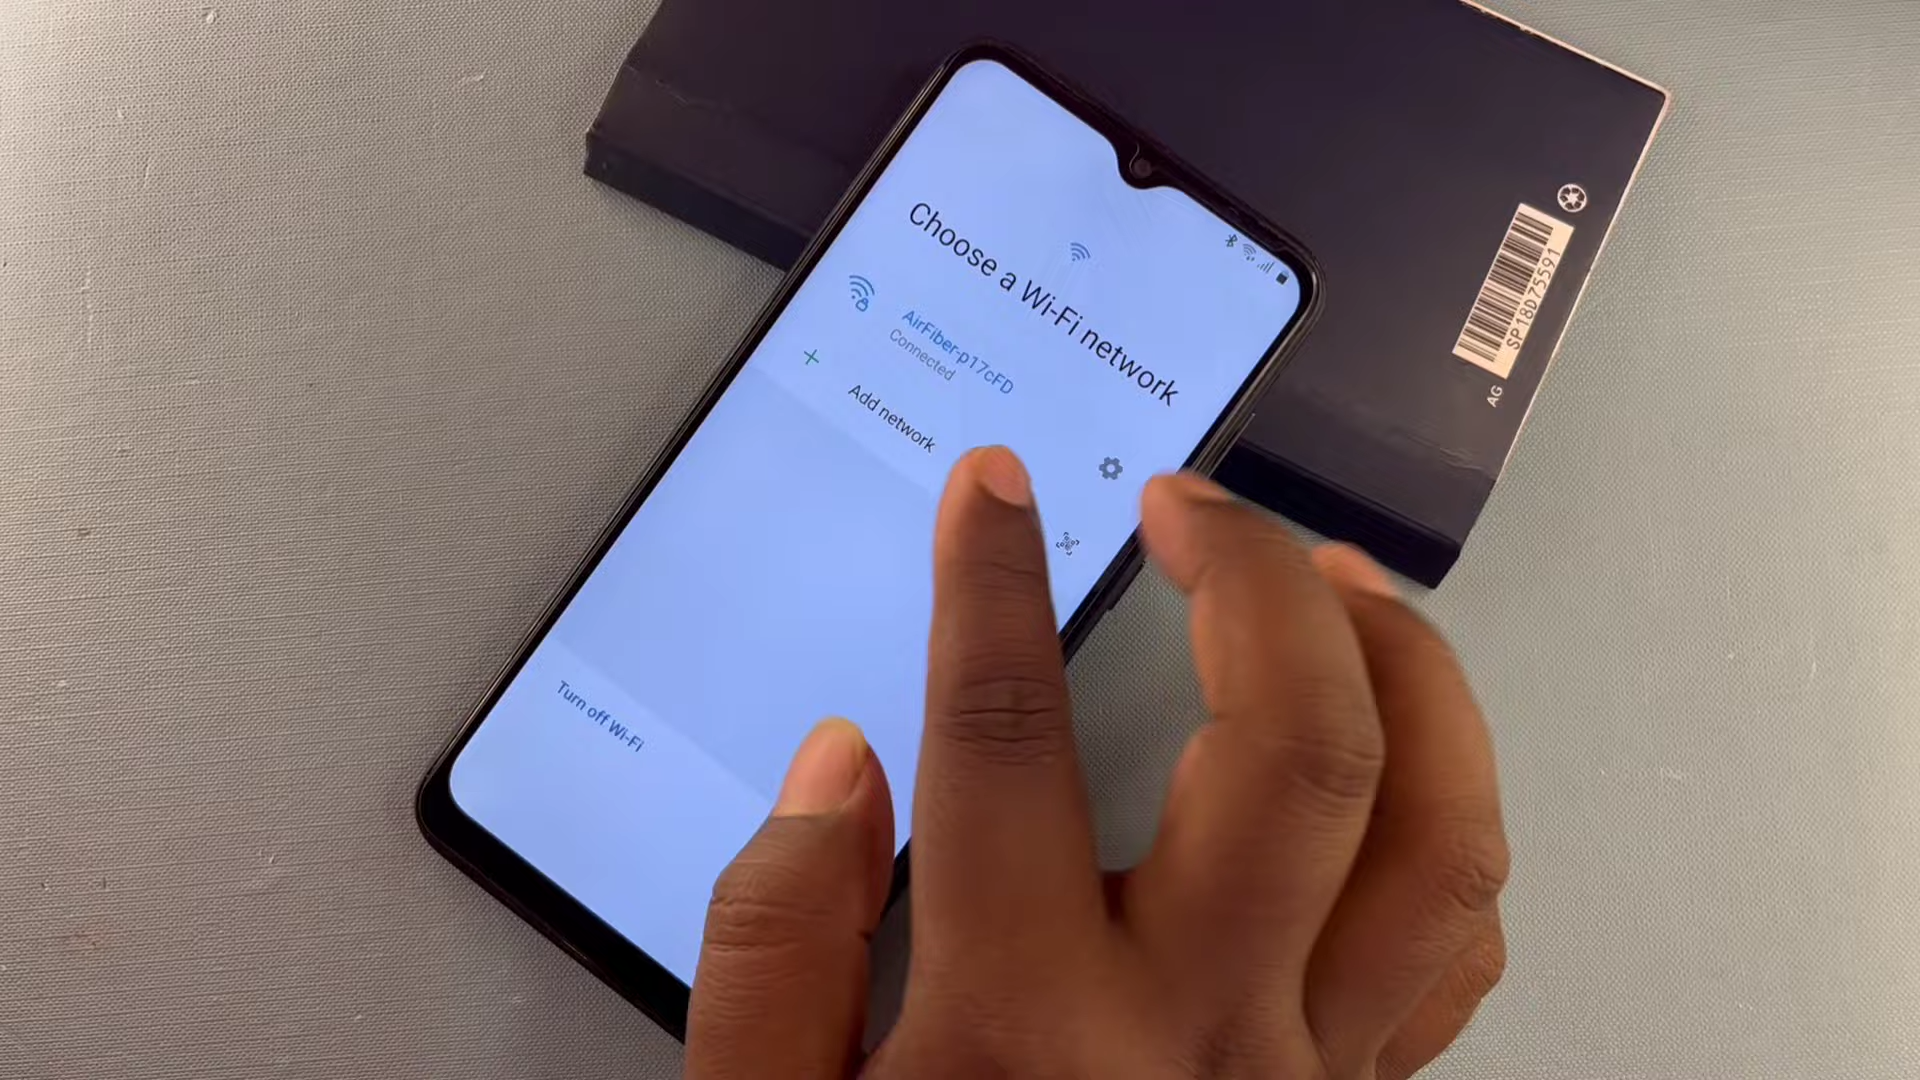 Choose a Wi-Fi network
AirFiber-p17cFD
Connected
Add network
Turn off Wi-Fi
SP18D75591
AG